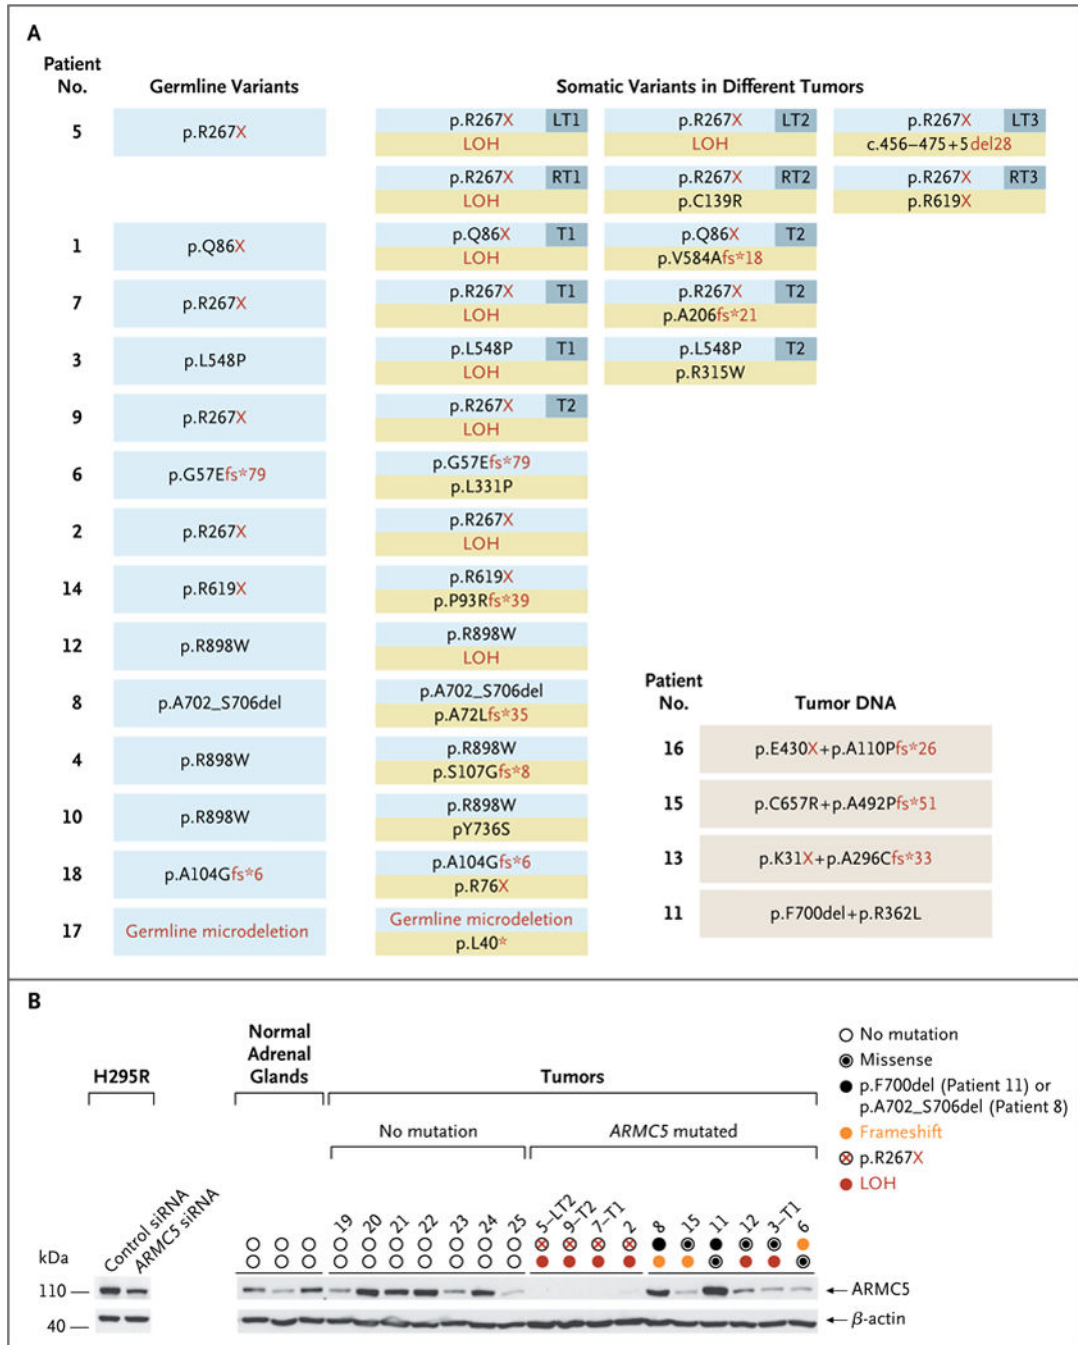 A
Patient No.
Germline Variants
Somatic Variants in Different Tumors
5
p.R267X
p.R267X LT1
LOH
p.R267X LT2
LOH
p.R267X LT3
c.456–475+5del28
p.R267X RT1
LOH
p.R267X RT2
p.C139R
p.R267X RT3
p.R619X
1
p.Q86X
p.Q86X T1
LOH
p.Q86X T2
p.V584Afs*18
7
p.R267X
p.R267X T1
LOH
p.R267X T2
p.A206fs*21
3
p.L548P
p.L548P T1
LOH
p.L548P T2
p.R315W
9
p.R267X
p.R267X T2
LOH
6
p.G57Efs*79
p.G57Efs*79
p.L331P
2
p.R267X
p.R267X
LOH
14
p.R619X
p.R619X
p.P93Rfs*39
12
p.R898W
p.R898W
LOH
8
p.A702_S706del
p.A702_S706del
p.A72Lfs*35
4
p.R898W
p.R898W
p.S107Gfs*8
10
p.R898W
p.R898W
pY736S
18
p.A104Gfs*6
p.A104Gfs*6
p.R76X
17
Germline microdeletion
Germline microdeletion
p.L40*
Patient No.
Tumor DNA
16
p.E430X+p.A110Pfs*26
15
p.C657R+p.A492Pfs*51
13
p.K31X+p.A296Cfs*33
11
p.F700del+p.R362L
B
H295R
Normal
Adrenal
Glands
Tumors
No mutation
ARMC5 mutated
No mutation
Missense
p.F700del (Patient 11) or
p.A702_S706del (Patient 8)
Frameshift
p.R267X
LOH
kDa
Control siRNA
ARMC5 siRNA
19
20
21
22
23
24
25
5–LT2
9–T2
7–T1
2
8
15
11
12
3–T1
6
110
ARMC5
40
β-actin